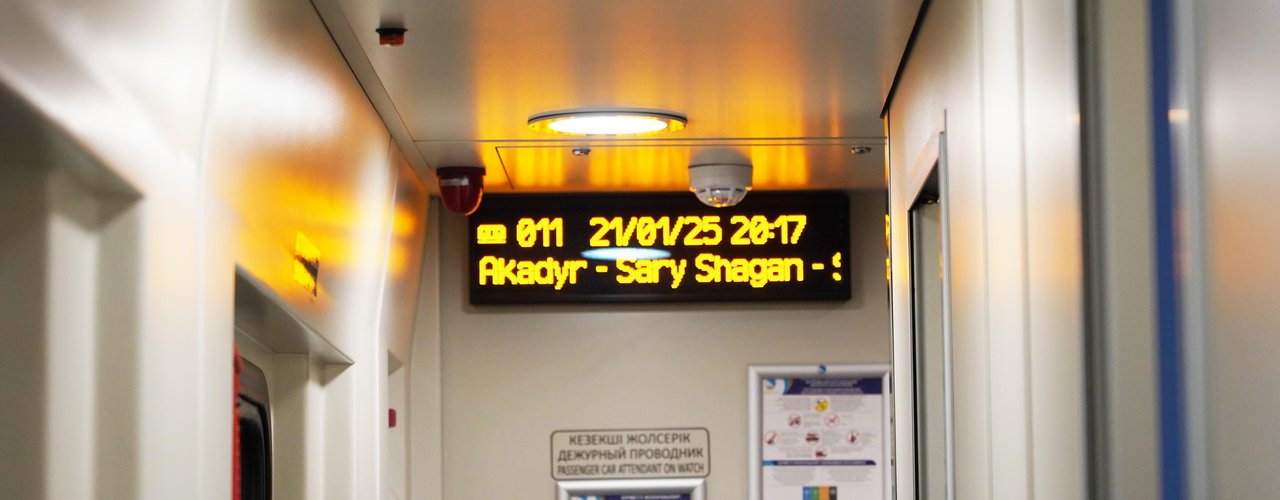 011 21/01/25 20:17
Akadyr - Sary Shagan - S
КЕЗЕКШІ ЖОЛСЕРІК
ДЕЖУРНЫЙ ПРОВОДНИК
PASSENGER CAR ATTENDANT ON WATCH